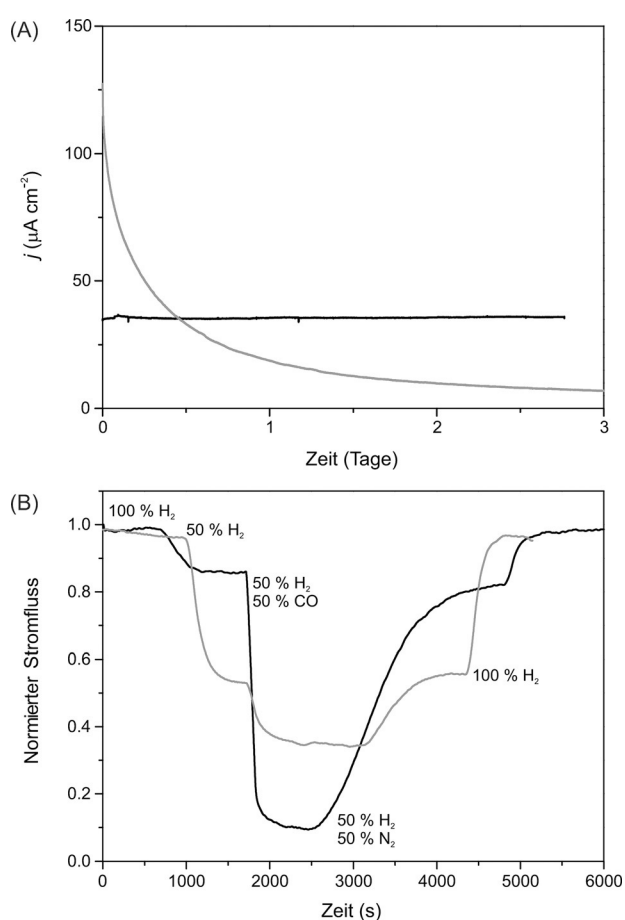 (A)
150
100
50
0
j (µA cm⁻²)
0 1 2 3
Zeit (Tage)
(B)
1.0
0.8
0.6
0.4
0.2
0.0
Normierter Stromfluss
100 % H₂
50 % H₂
50 % H₂
50 % CO
100 % H₂
50 % H₂
50 % N₂
0 1000 2000 3000 4000 5000 6000
Zeit (s)